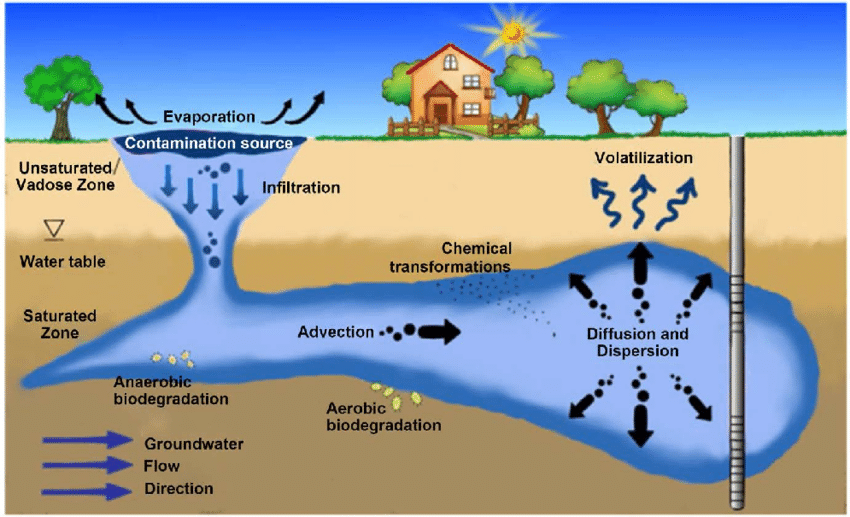 Evaporation
Contamination source
Unsaturated/
Vadose Zone
Infiltration
Volatilization
Water table
Chemical
transformations
Saturated
Zone
Advection
Diffusion and
Dispersion
Anaerobic
biodegradation
Aerobic
biodegradation
Groundwater
Flow
Direction